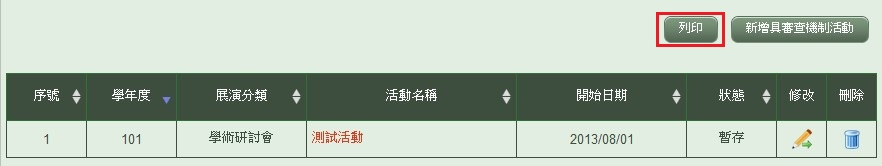 列印 新增具審查機制活動
序號 學年度 展演分類 活動名稱 開始日期 狀態 修改 刪除
1 101 學術研討會 測試活動 2013/08/01 暫存